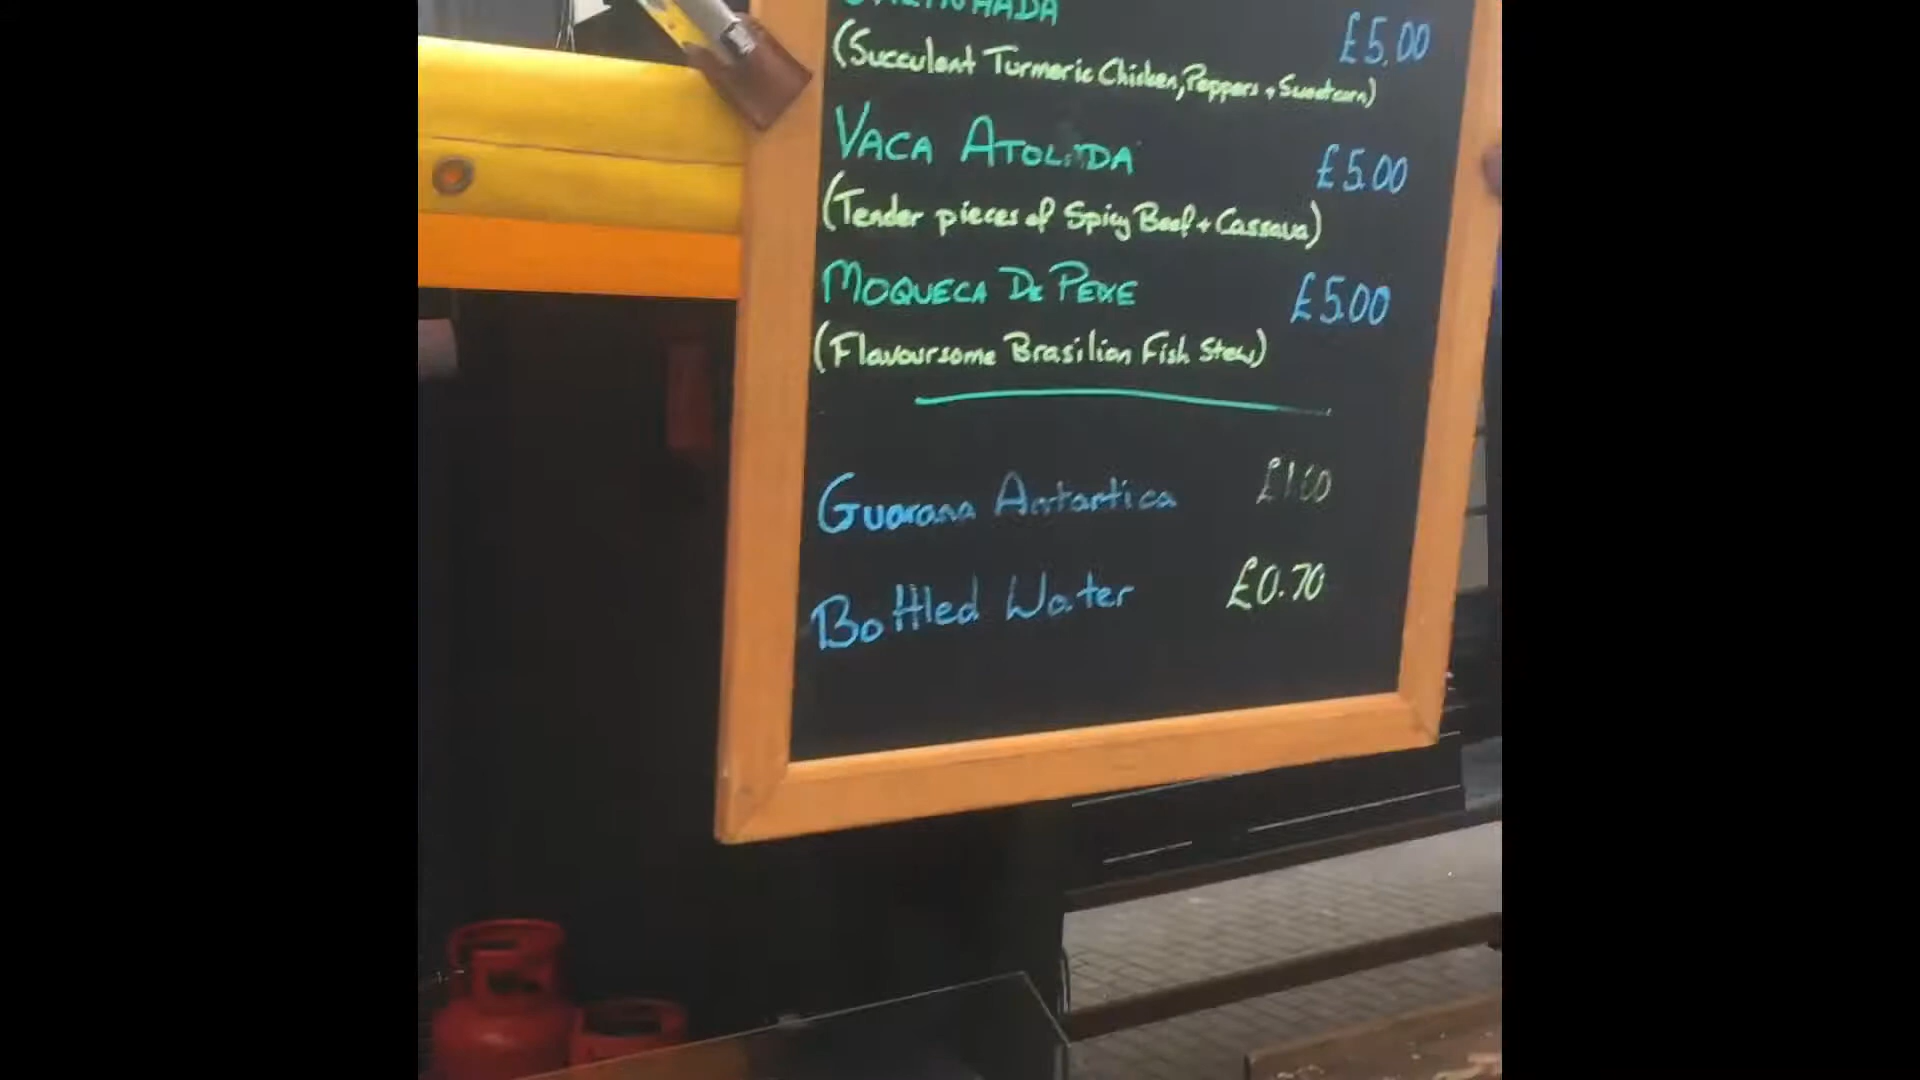 £5.00
(Succulent Turmeric Chicken, Peppers + Sweetcorn)
VACA ATOLADA £5.00
(Tender pieces of Spicy Beef + Cassava)
MOQUECA DE PEIXE £5.00
(Flavoursome Brasilian Fish Stew)
Guarana Antartica £1.00
Bottled Water £0.70